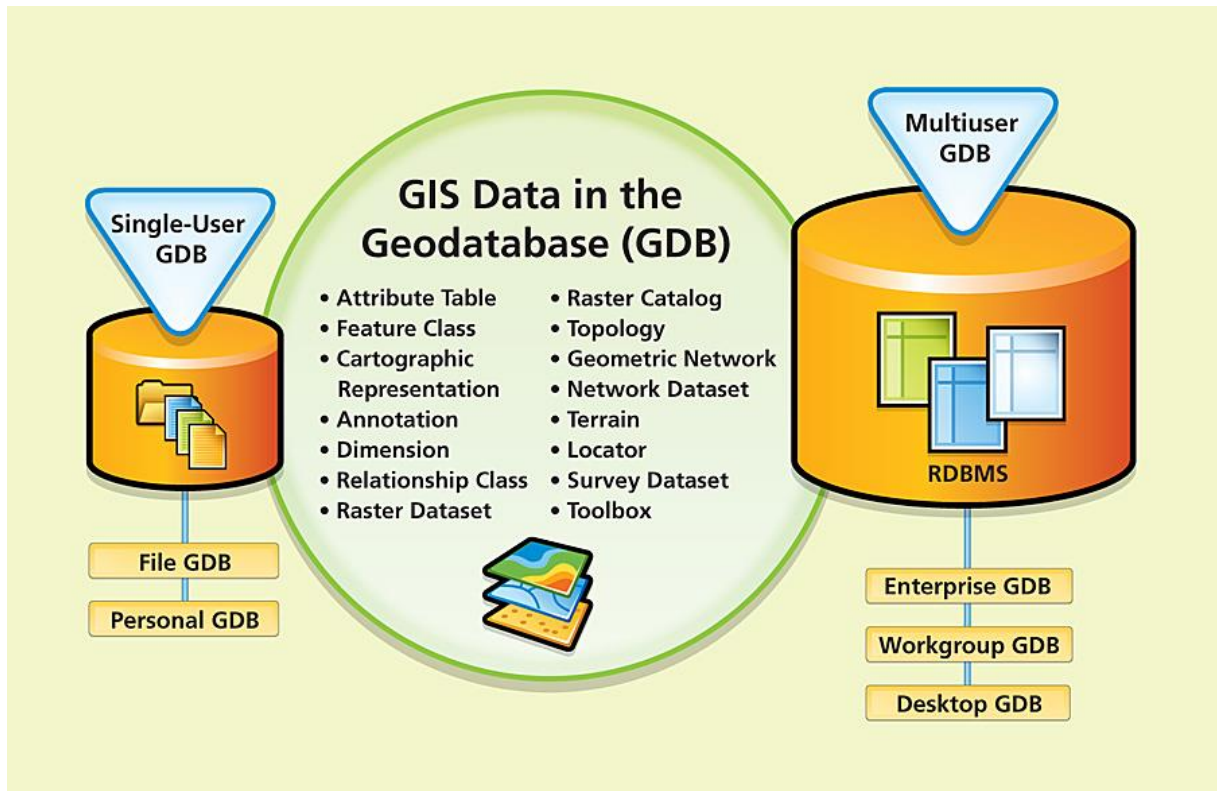 Single-User
GDB
File GDB
Personal GDB
GIS Data in the
Geodatabase (GDB)
• Attribute Table
• Feature Class
• Cartographic
Representation
• Annotation
• Dimension
• Relationship Class
• Raster Dataset
• Raster Catalog
• Topology
• Geometric Network
• Network Dataset
• Terrain
• Locator
• Survey Dataset
• Toolbox
Multiuser
GDB
RDBMS
Enterprise GDB
Workgroup GDB
Desktop GDB